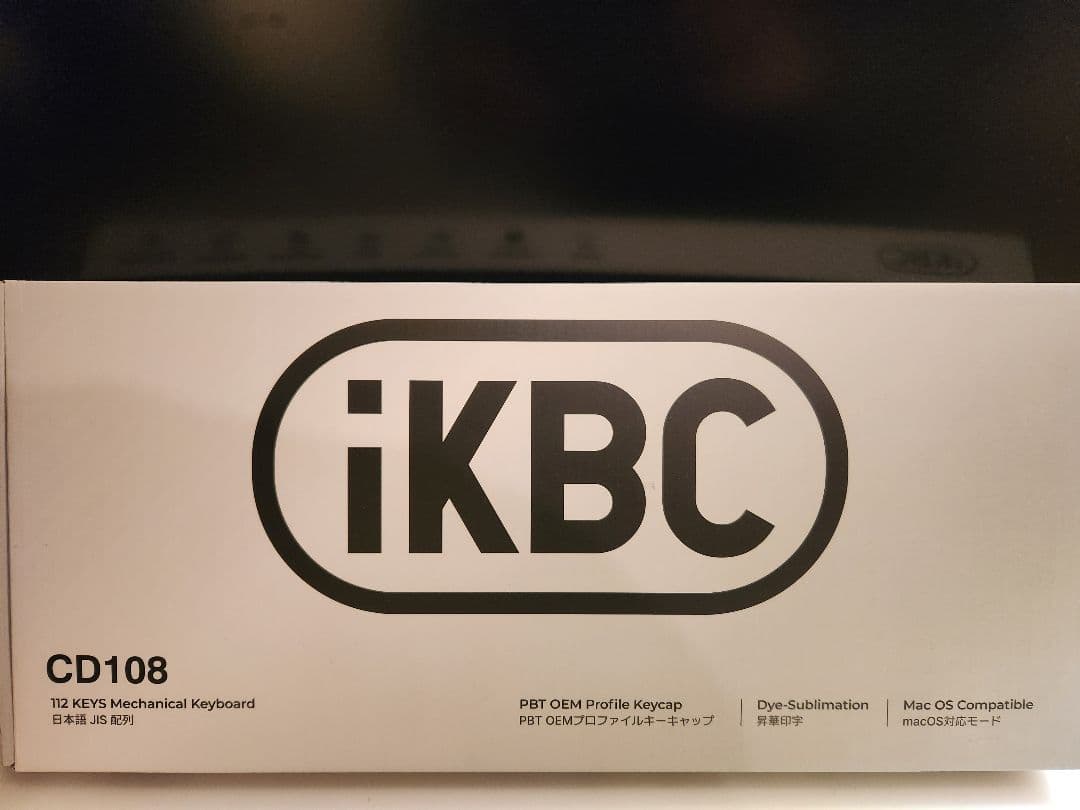 iKBC
CD108
112 KEYS Mechanical Keyboard
日本語 JIS 配列
PBT OEM Profile Keycap
PBT OEMプロファイルキーキャップ
Dye-Sublimation
昇華印字
Mac OS Compatible
macOS対応モード